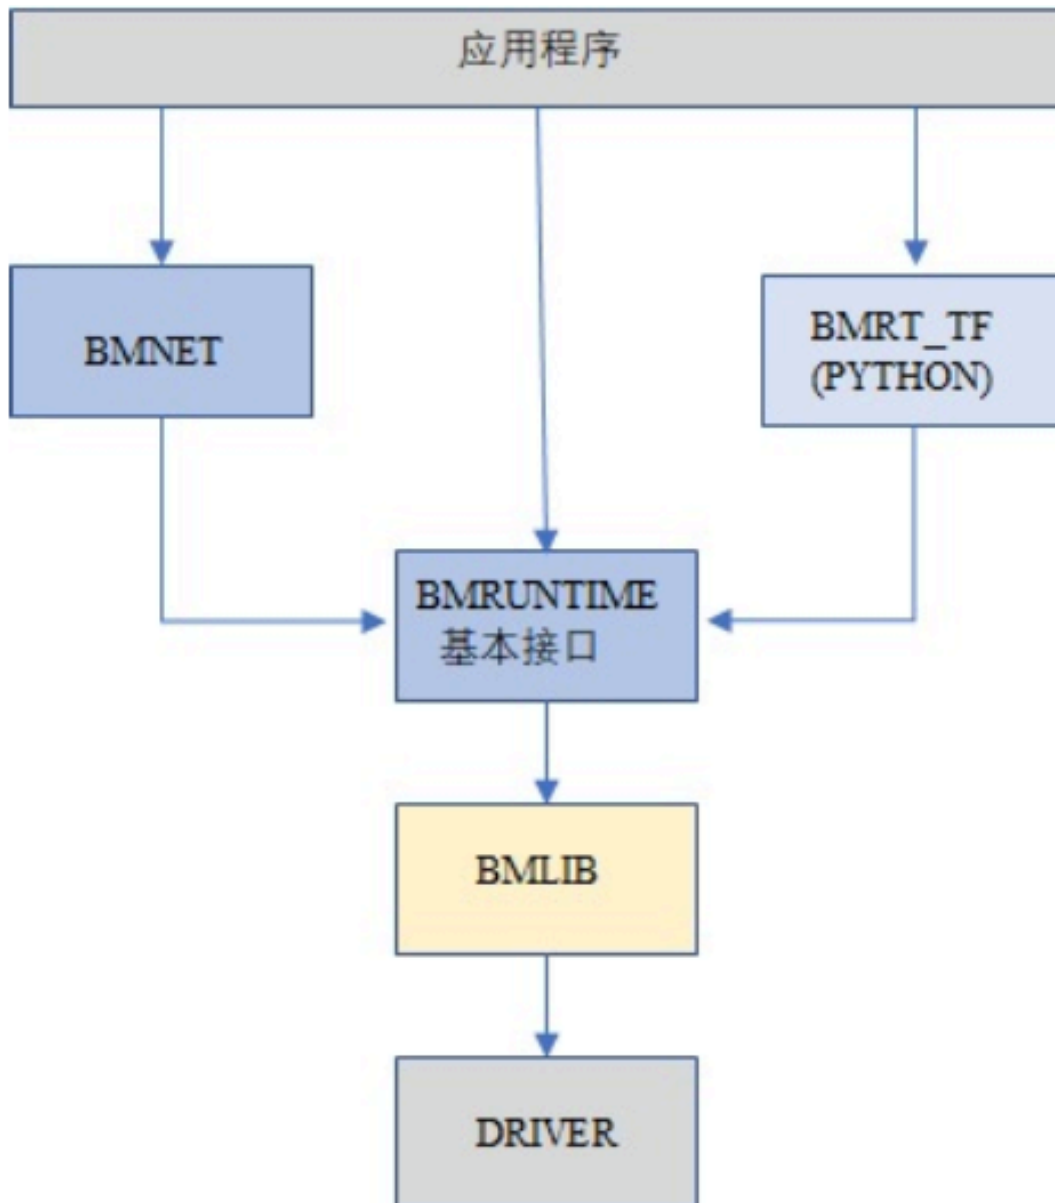 应用程序
BMNET
BMRT_TF
(PYTHON)
BMRUNTIME
基本接口
BMLIB
DRIVER